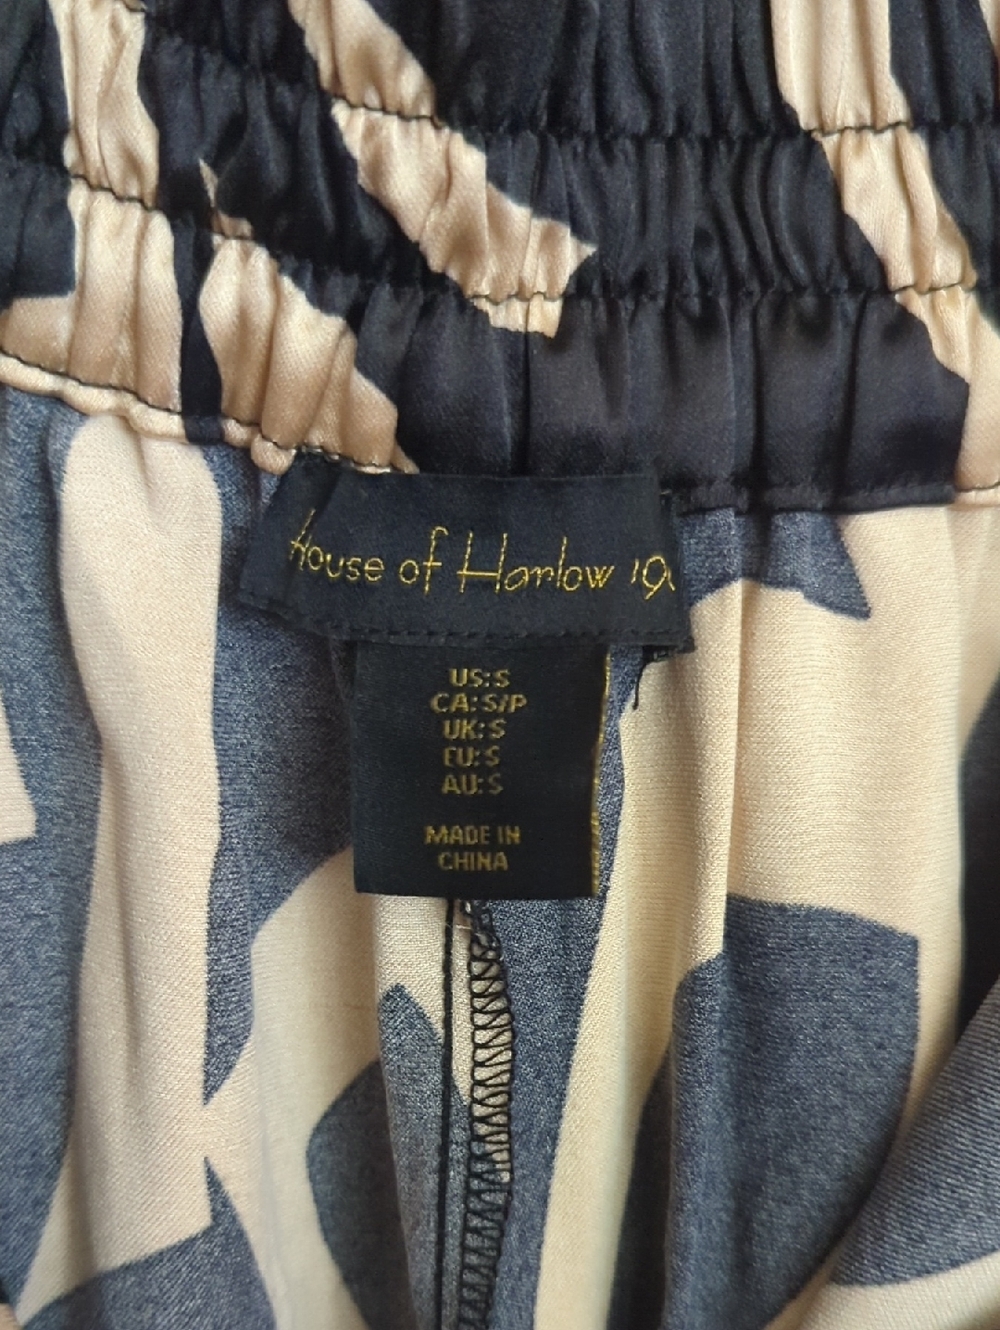 House of Harlow 19
US: S
CA: S/P
UK: S
EU: S
AU: S
MADE IN
CHINA